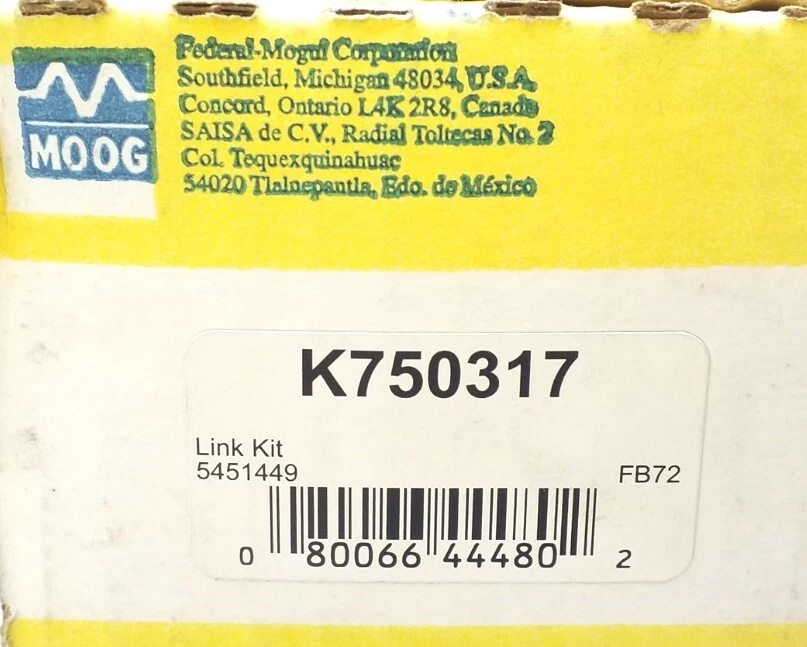 MOOG
Federal-Mogul Corporation
Southfield, Michigan 48034, U.S.A.
Concord, Ontario L4K 2R8, Canada
SAISA de C.V., Radial Toltecas No. 2
Col. Tequexquinahuac
54020 Tlalnepantla, Edo. de México
K750317
Link Kit
5451449 FB72
0 80066 44480 2